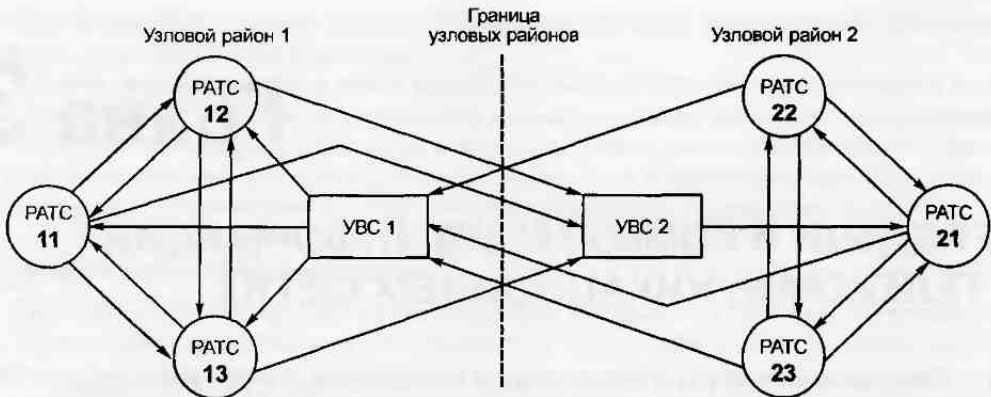 Граница
узловых районов
Узловой район 1
Узловой район 2
РАТС
12
РАТС
22
РАТС
11
УВС 1
УВС 2
РАТС
21
РАТС
13
РАТС
23